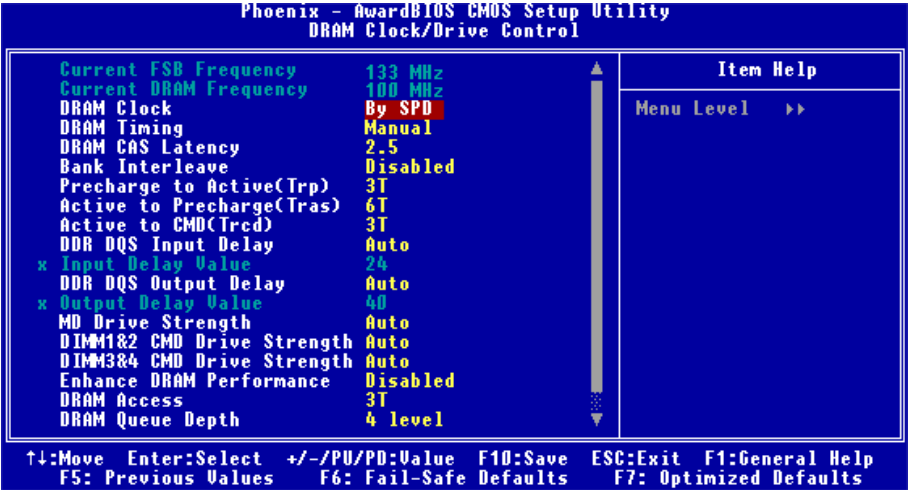 Phoenix - AwardBIOS CMOS Setup Utility
DRAM Clock/Drive Control
Current FSB Frequency 133 MHz
Current DRAM Frequency 100 MHz
DRAM Clock By SPD
DRAM Timing Manual
DRAM CAS Latency 2.5
Bank Interleave Disabled
Precharge to Active(Trp) 3T
Active to Precharge(Tras) 6T
Active to CMD(Trcd) 3T
DDR DQS Input Delay Auto
x Input Delay Value 24
DDR DQS Output Delay Auto
x Output Delay Value 40
MD Drive Strength Auto
DIMM1&2 CMD Drive Strength Auto
DIMM3&4 CMD Drive Strength Auto
Enhance DRAM Performance Disabled
DRAM Access 3T
DRAM Queue Depth 4 level
Item Help
Menu Level ▸▸
↑↓:Move Enter:Select +/-/PU/PD:Value F10:Save ESC:Exit F1:General Help
F5: Previous Values F6: Fail-Safe Defaults F7: Optimized Defaults